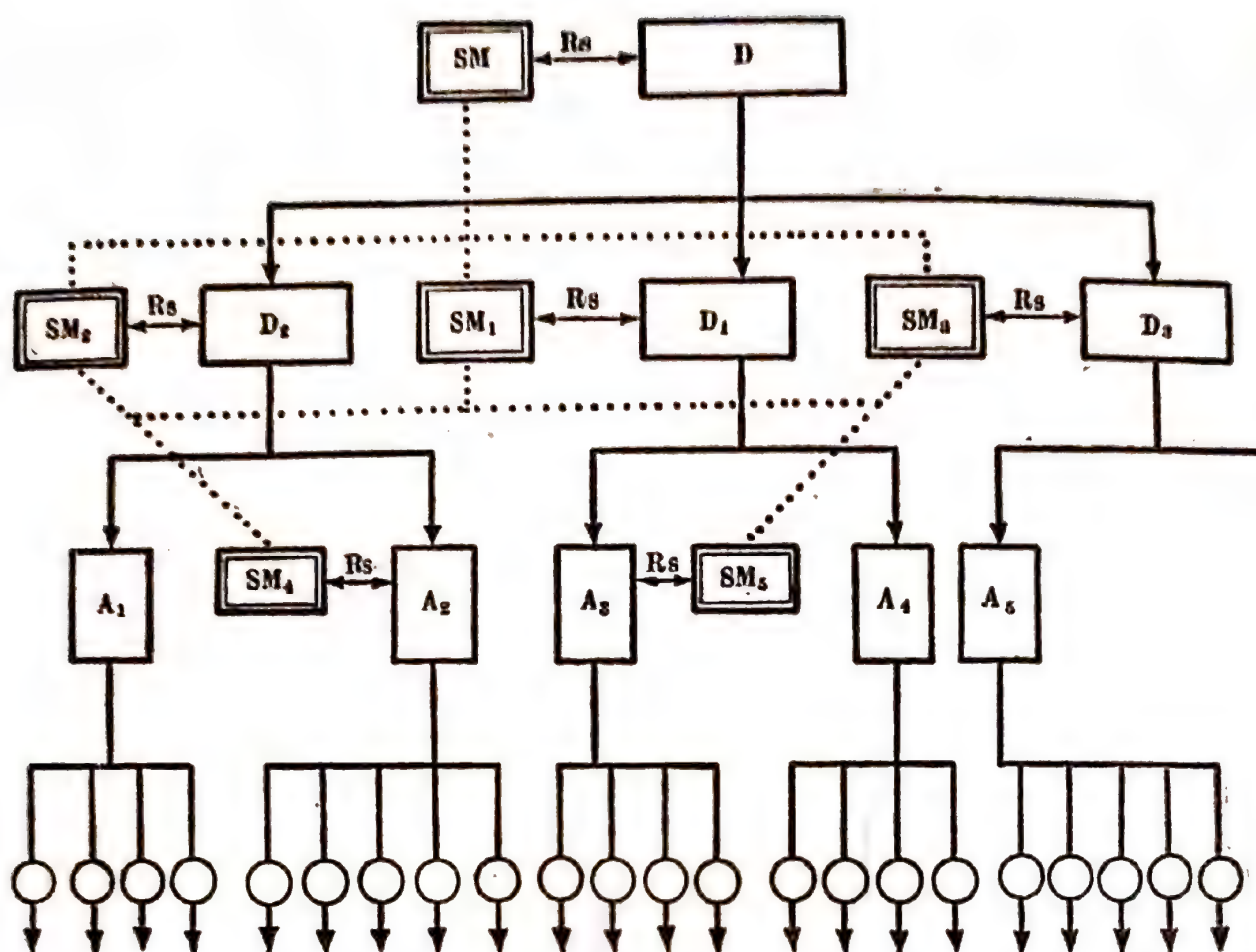 SM Rs D
SM₂ Rs D₂ SM₁ Rs D₁ SM₃ Rs D₃
A₁ SM₄ Rs A₂ A₃ Rs SM₅ A₄ A₅